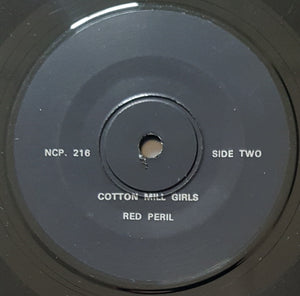 NCP. 216 SIDE TWO
COTTON MILL GIRLS
RED PERIL